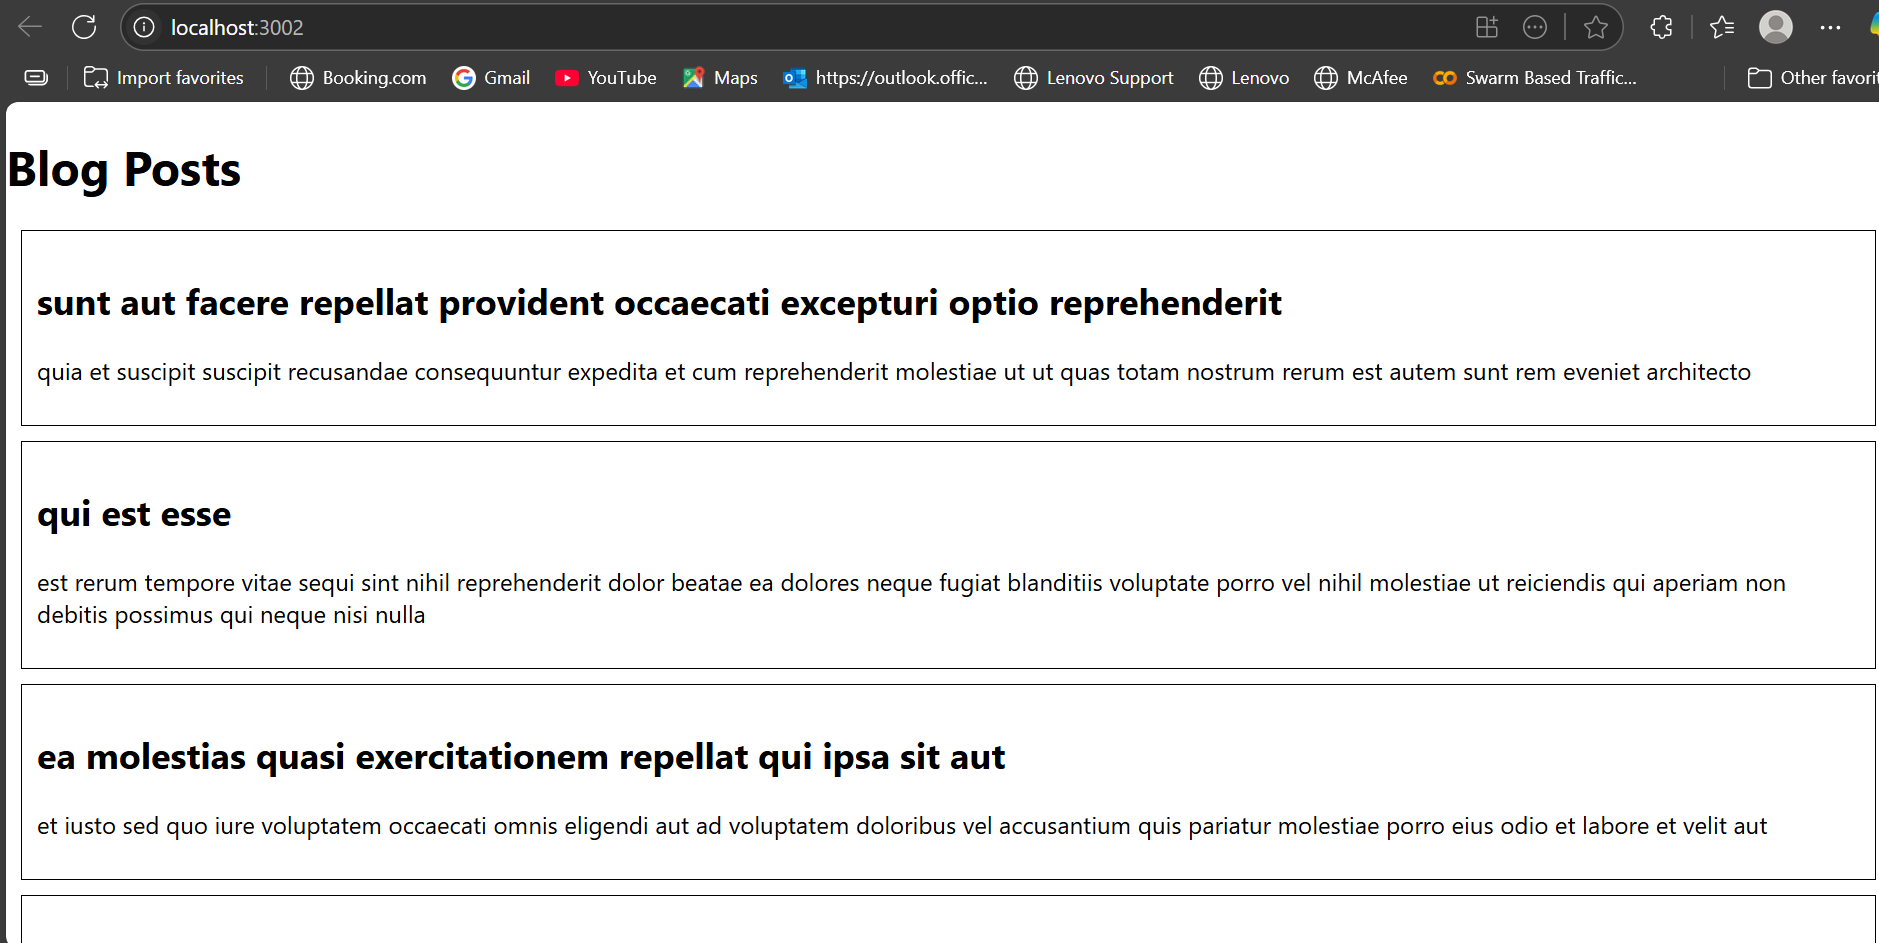 localhost:3002
Import favorites
Booking.com
Gmail
YouTube
Maps
https://outlook.offic...
Lenovo Support
Lenovo
McAfee
Swarm Based Traffic...
Other
Blog Posts
sunt aut facere repellat provident occaecati excepturi optio reprehenderit
quia et suscipit suscipit recusandae consequuntur expedita et cum reprehenderit molestiae ut ut quas totam nostrum rerum est autem sunt rem eveniet architecto
qui est esse
est rerum tempore vitae sequi sint nihil reprehenderit dolor beatae ea dolores neque fugiat blanditiis voluptate porro vel nihil molestiae ut reiciendis qui aperiam non
debitis possimus qui neque nisi nulla
ea molestias quasi exercitationem repellat qui ipsa sit aut
et iusto sed quo iure voluptatem occaecati omnis eligendi aut ad voluptatem doloribus vel accusantium quis pariatur molestiae porro eius odio et labore et velit aut